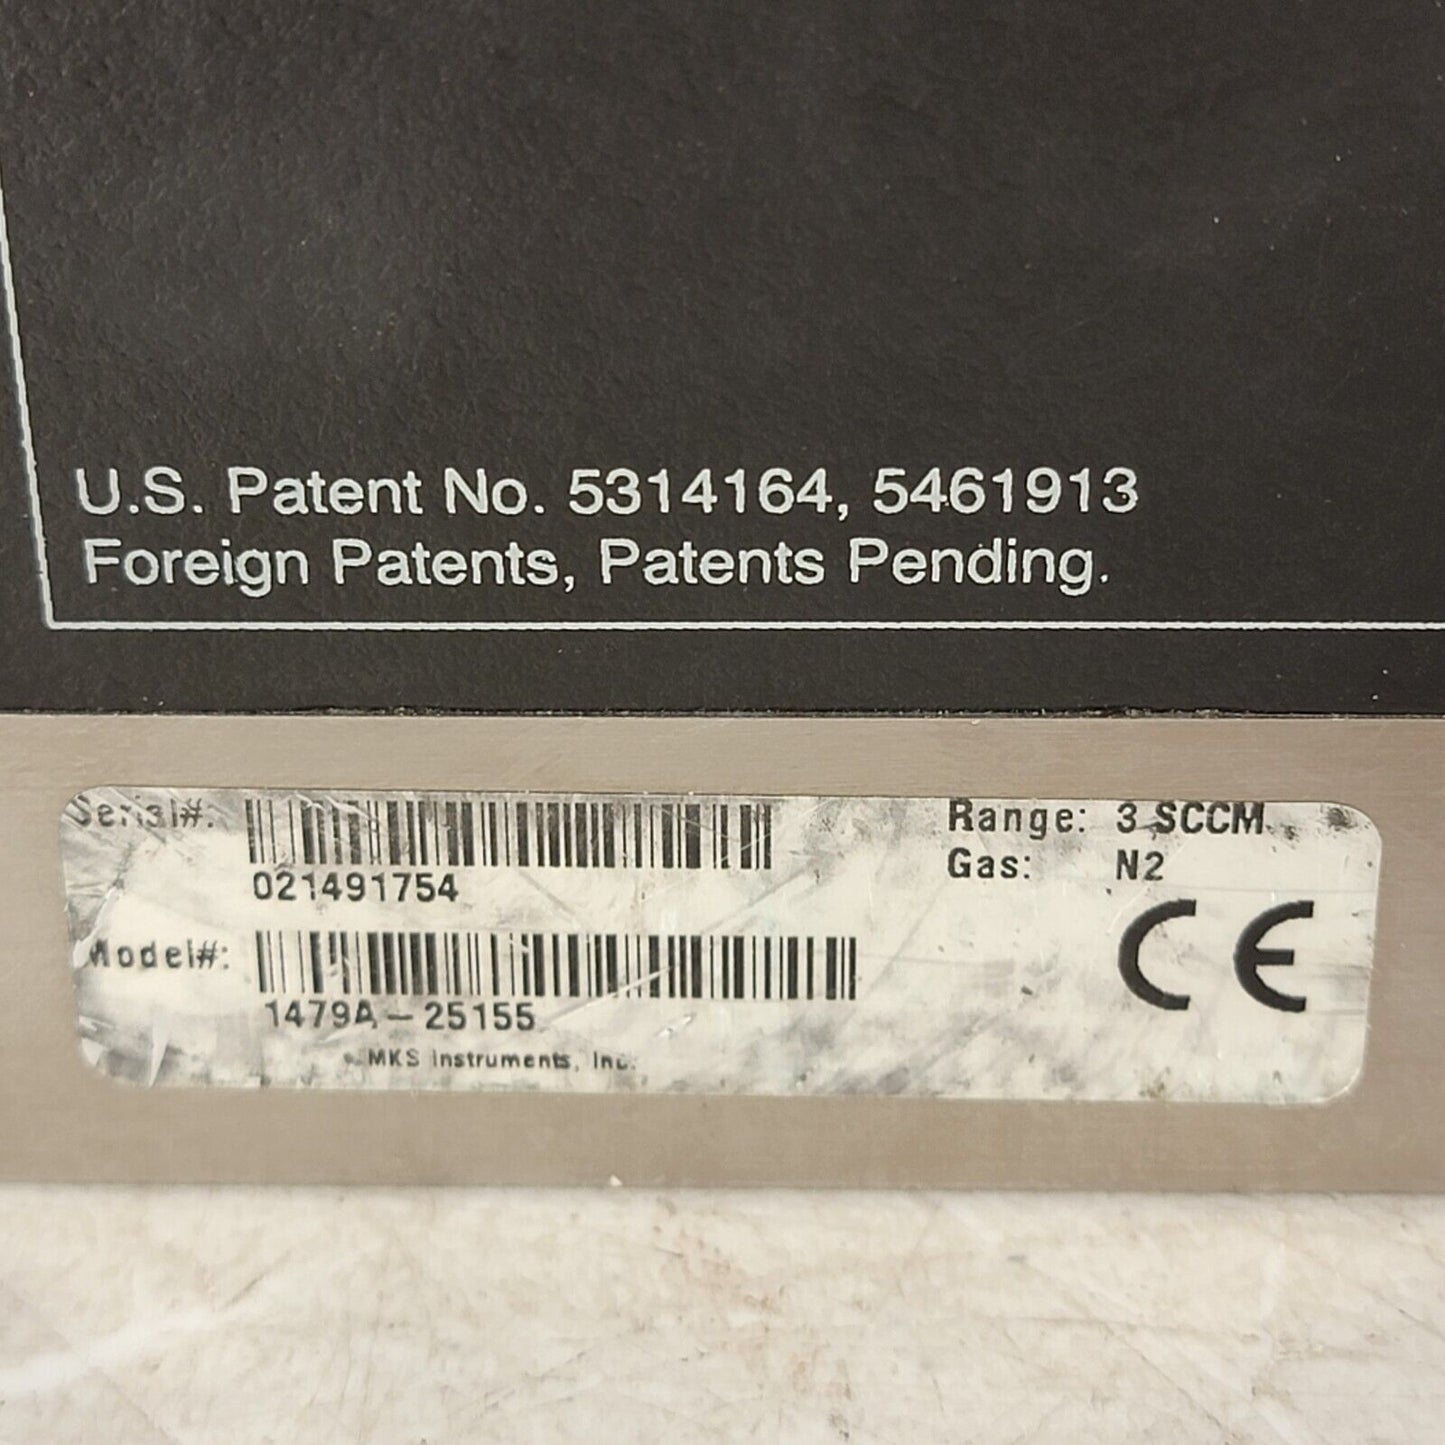 U.S. Patent No. 5314164, 5461913
Foreign Patents, Patents Pending.
Serial#:
021491754
Range: 3 SCCM
Gas: N2
Model#:
1479A-25155
MKS Instruments, Inc.
CE